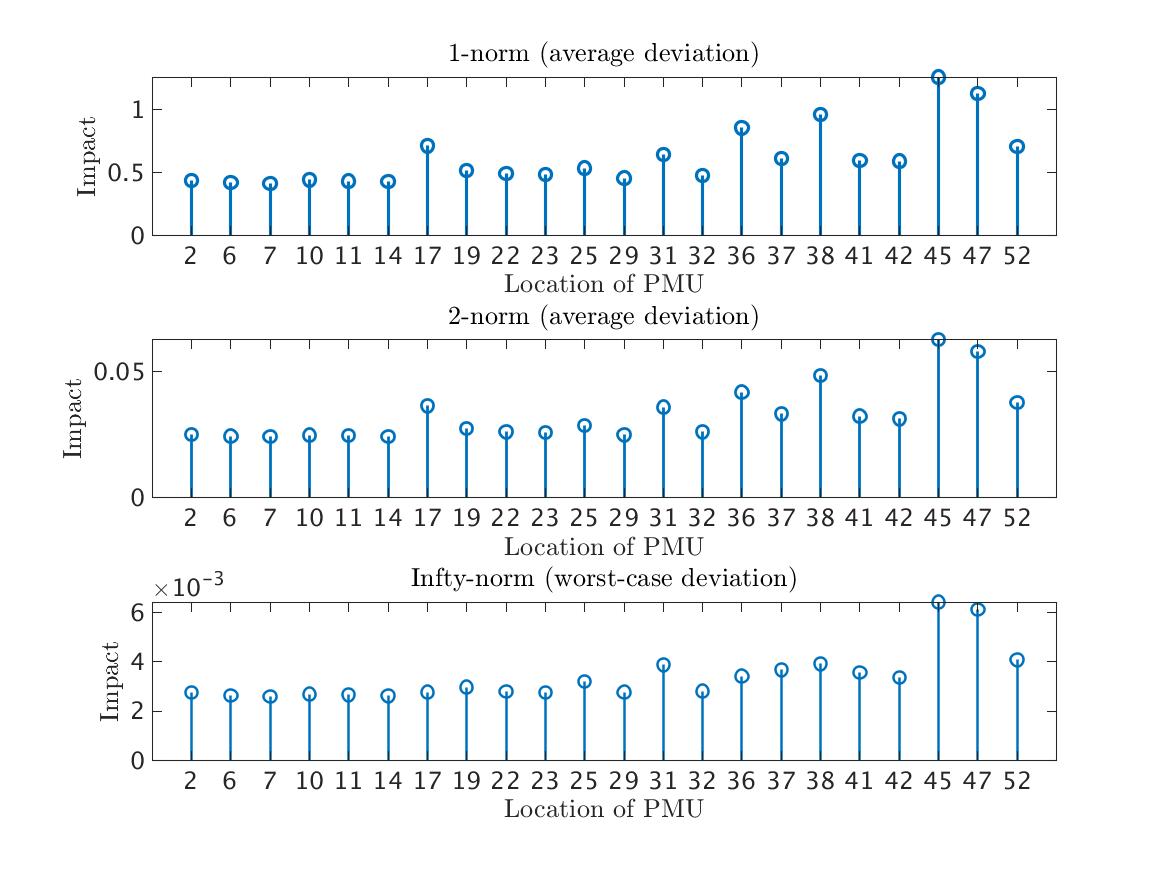 1-norm (average deviation)
Impact
1
0.5
0
2 6 7 10 11 14 17 19 22 23 25 29 31 32 36 37 38 41 42 45 47 52
Location of PMU
2-norm (average deviation)
Impact
0.05
0
2 6 7 10 11 14 17 19 22 23 25 29 31 32 36 37 38 41 42 45 47 52
Location of PMU
Infty-norm (worst-case deviation)
×10⁻³
Impact
6
4
2
0
2 6 7 10 11 14 17 19 22 23 25 29 31 32 36 37 38 41 42 45 47 52
Location of PMU